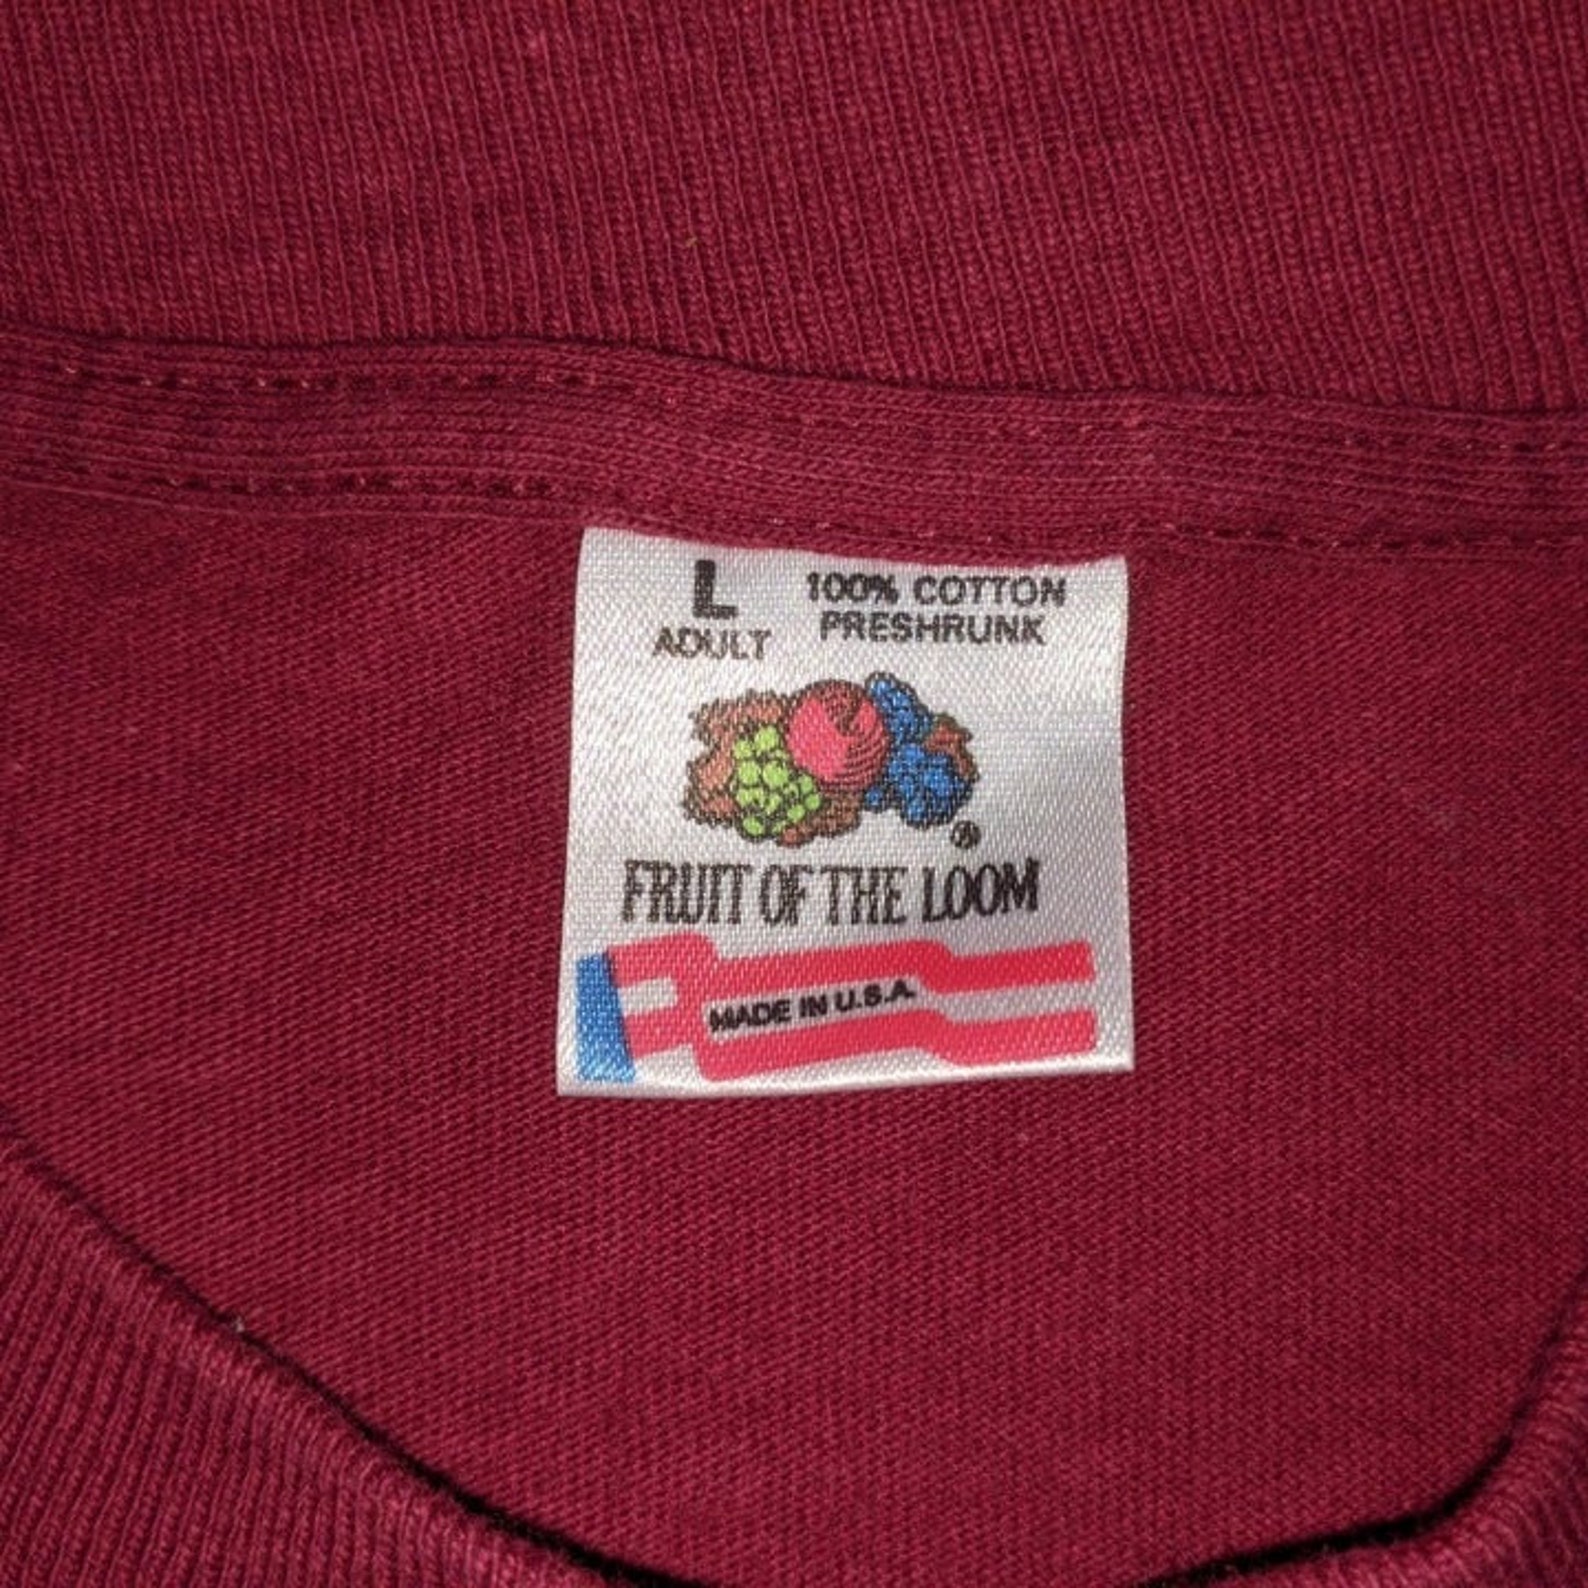 L
ADULT
100% COTTON
PRESHRUNK
®
FRUIT OF THE LOOM
MADE IN U.S.A.